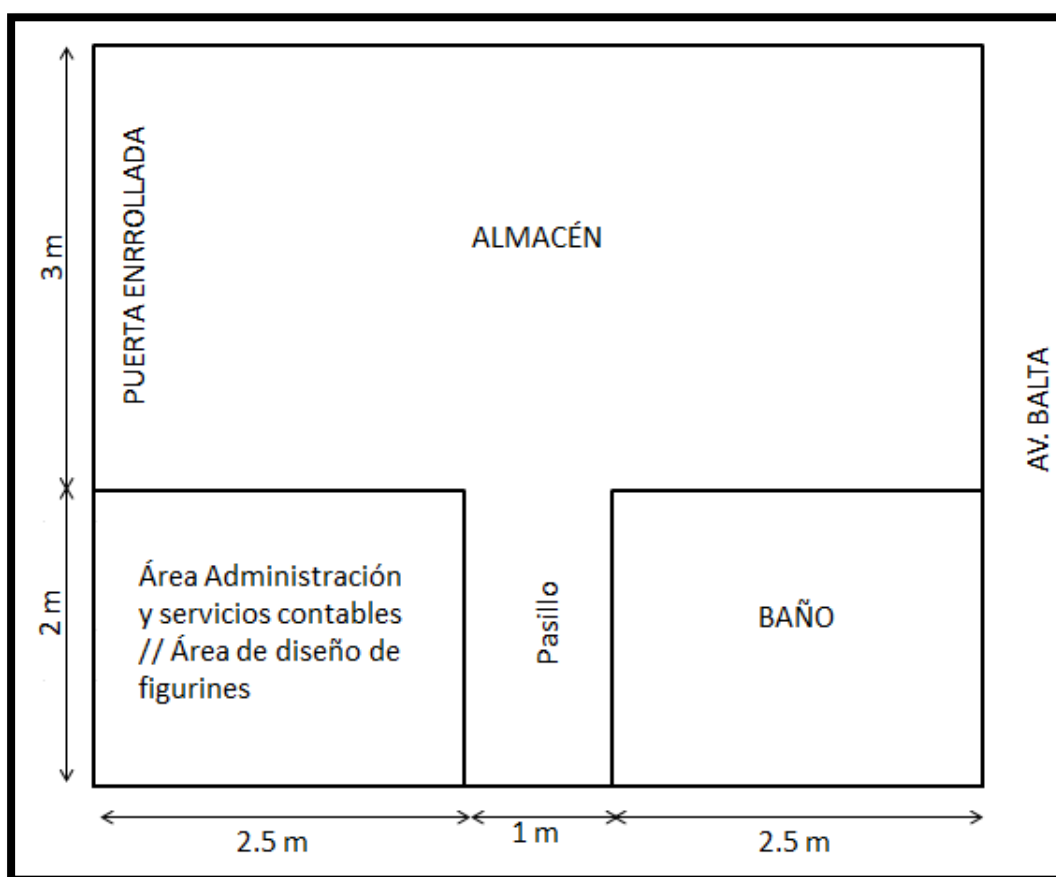 3 m
PUERTA ENRROLLADA
ALMACÉN
AV. BALTA
2 m
Área Administración
y servicios contables
// Área de diseño de
figurines
Pasillo
BAÑO
2.5 m
1 m
2.5 m